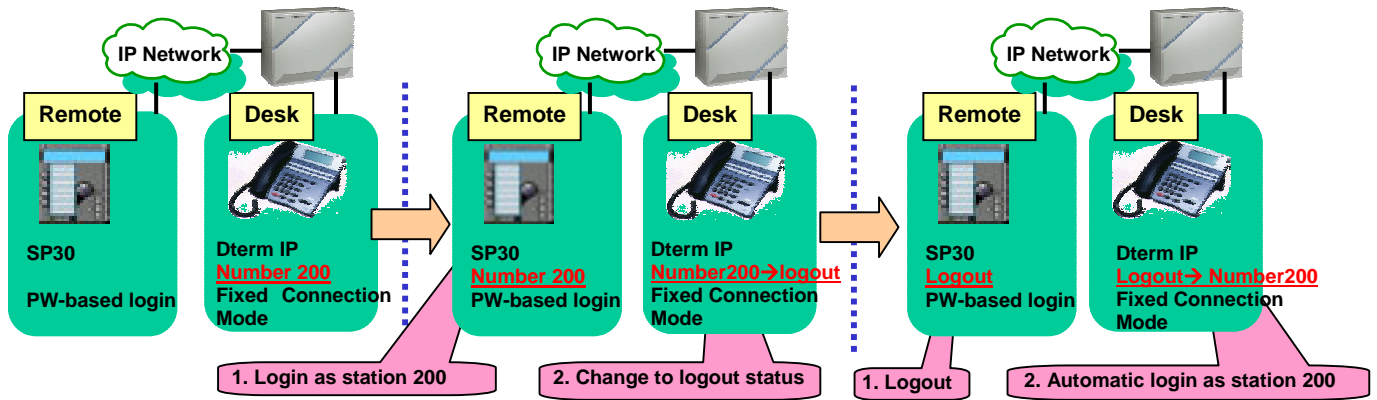 IP Network
Remote
Desk
SP30
PW-based login
Dterm IP
Number 200
Fixed Connection
Mode
1. Login as station 200
IP Network
Remote
Desk
SP30
Number 200
PW-based login
Dterm IP
Number200→logout
Fixed Connection
Mode
2. Change to logout status
IP Network
Remote
Desk
SP30
Logout
PW-based login
Dterm IP
Logout→ Number200
Fixed Connection
Mode
1. Logout
2. Automatic login as station 200